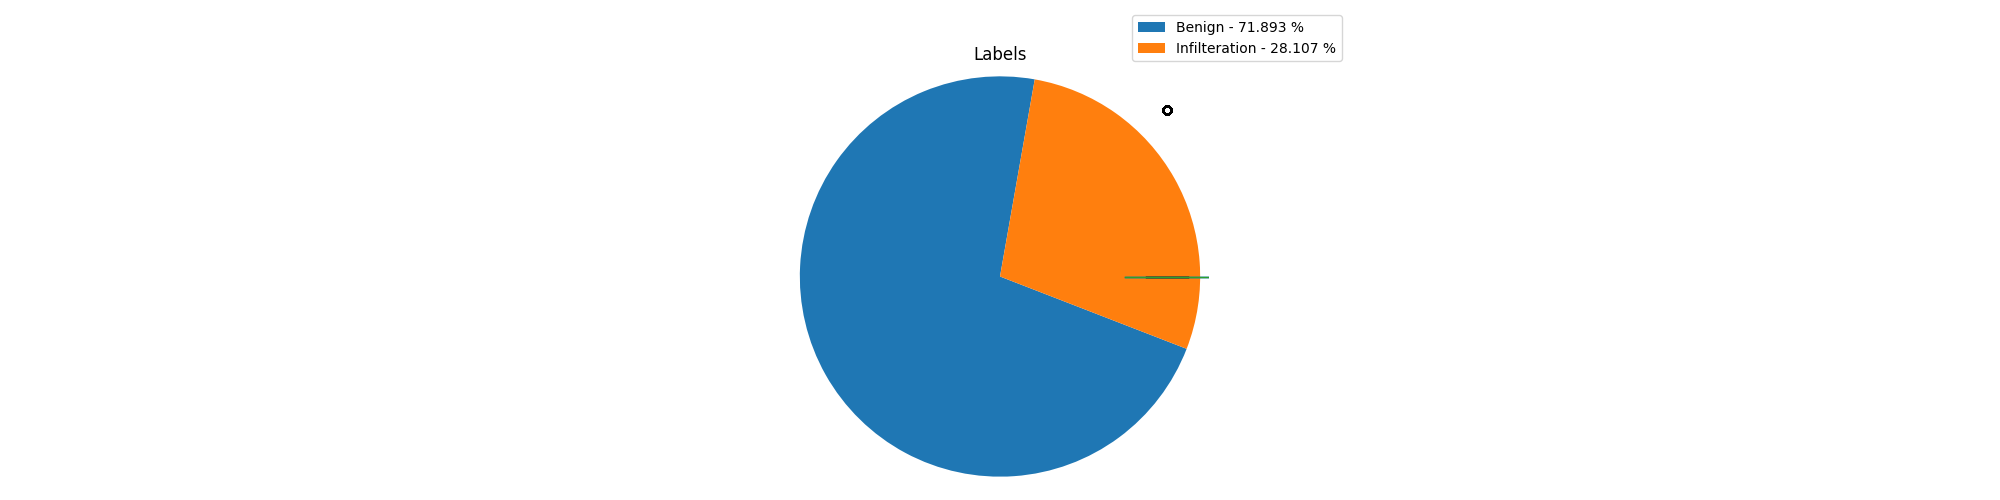 Benign - 71.893 %
Infilteration - 28.107 %
Labels